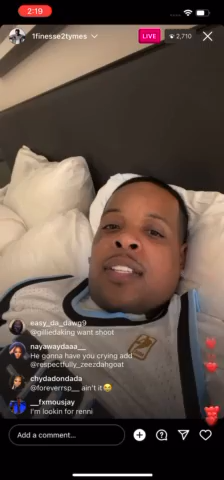 2:19
1finesse2tymes
LIVE
2,710
easy_da_dawg9
@gilliedaking want shoot
nayawaydaaa__
He gonna have you crying add
@respectfully_zeezdahgoat
chydadondada
@foreverrsp__ ain't it😭
__fxmousjay
I'm lookin for renni
Add a comment...